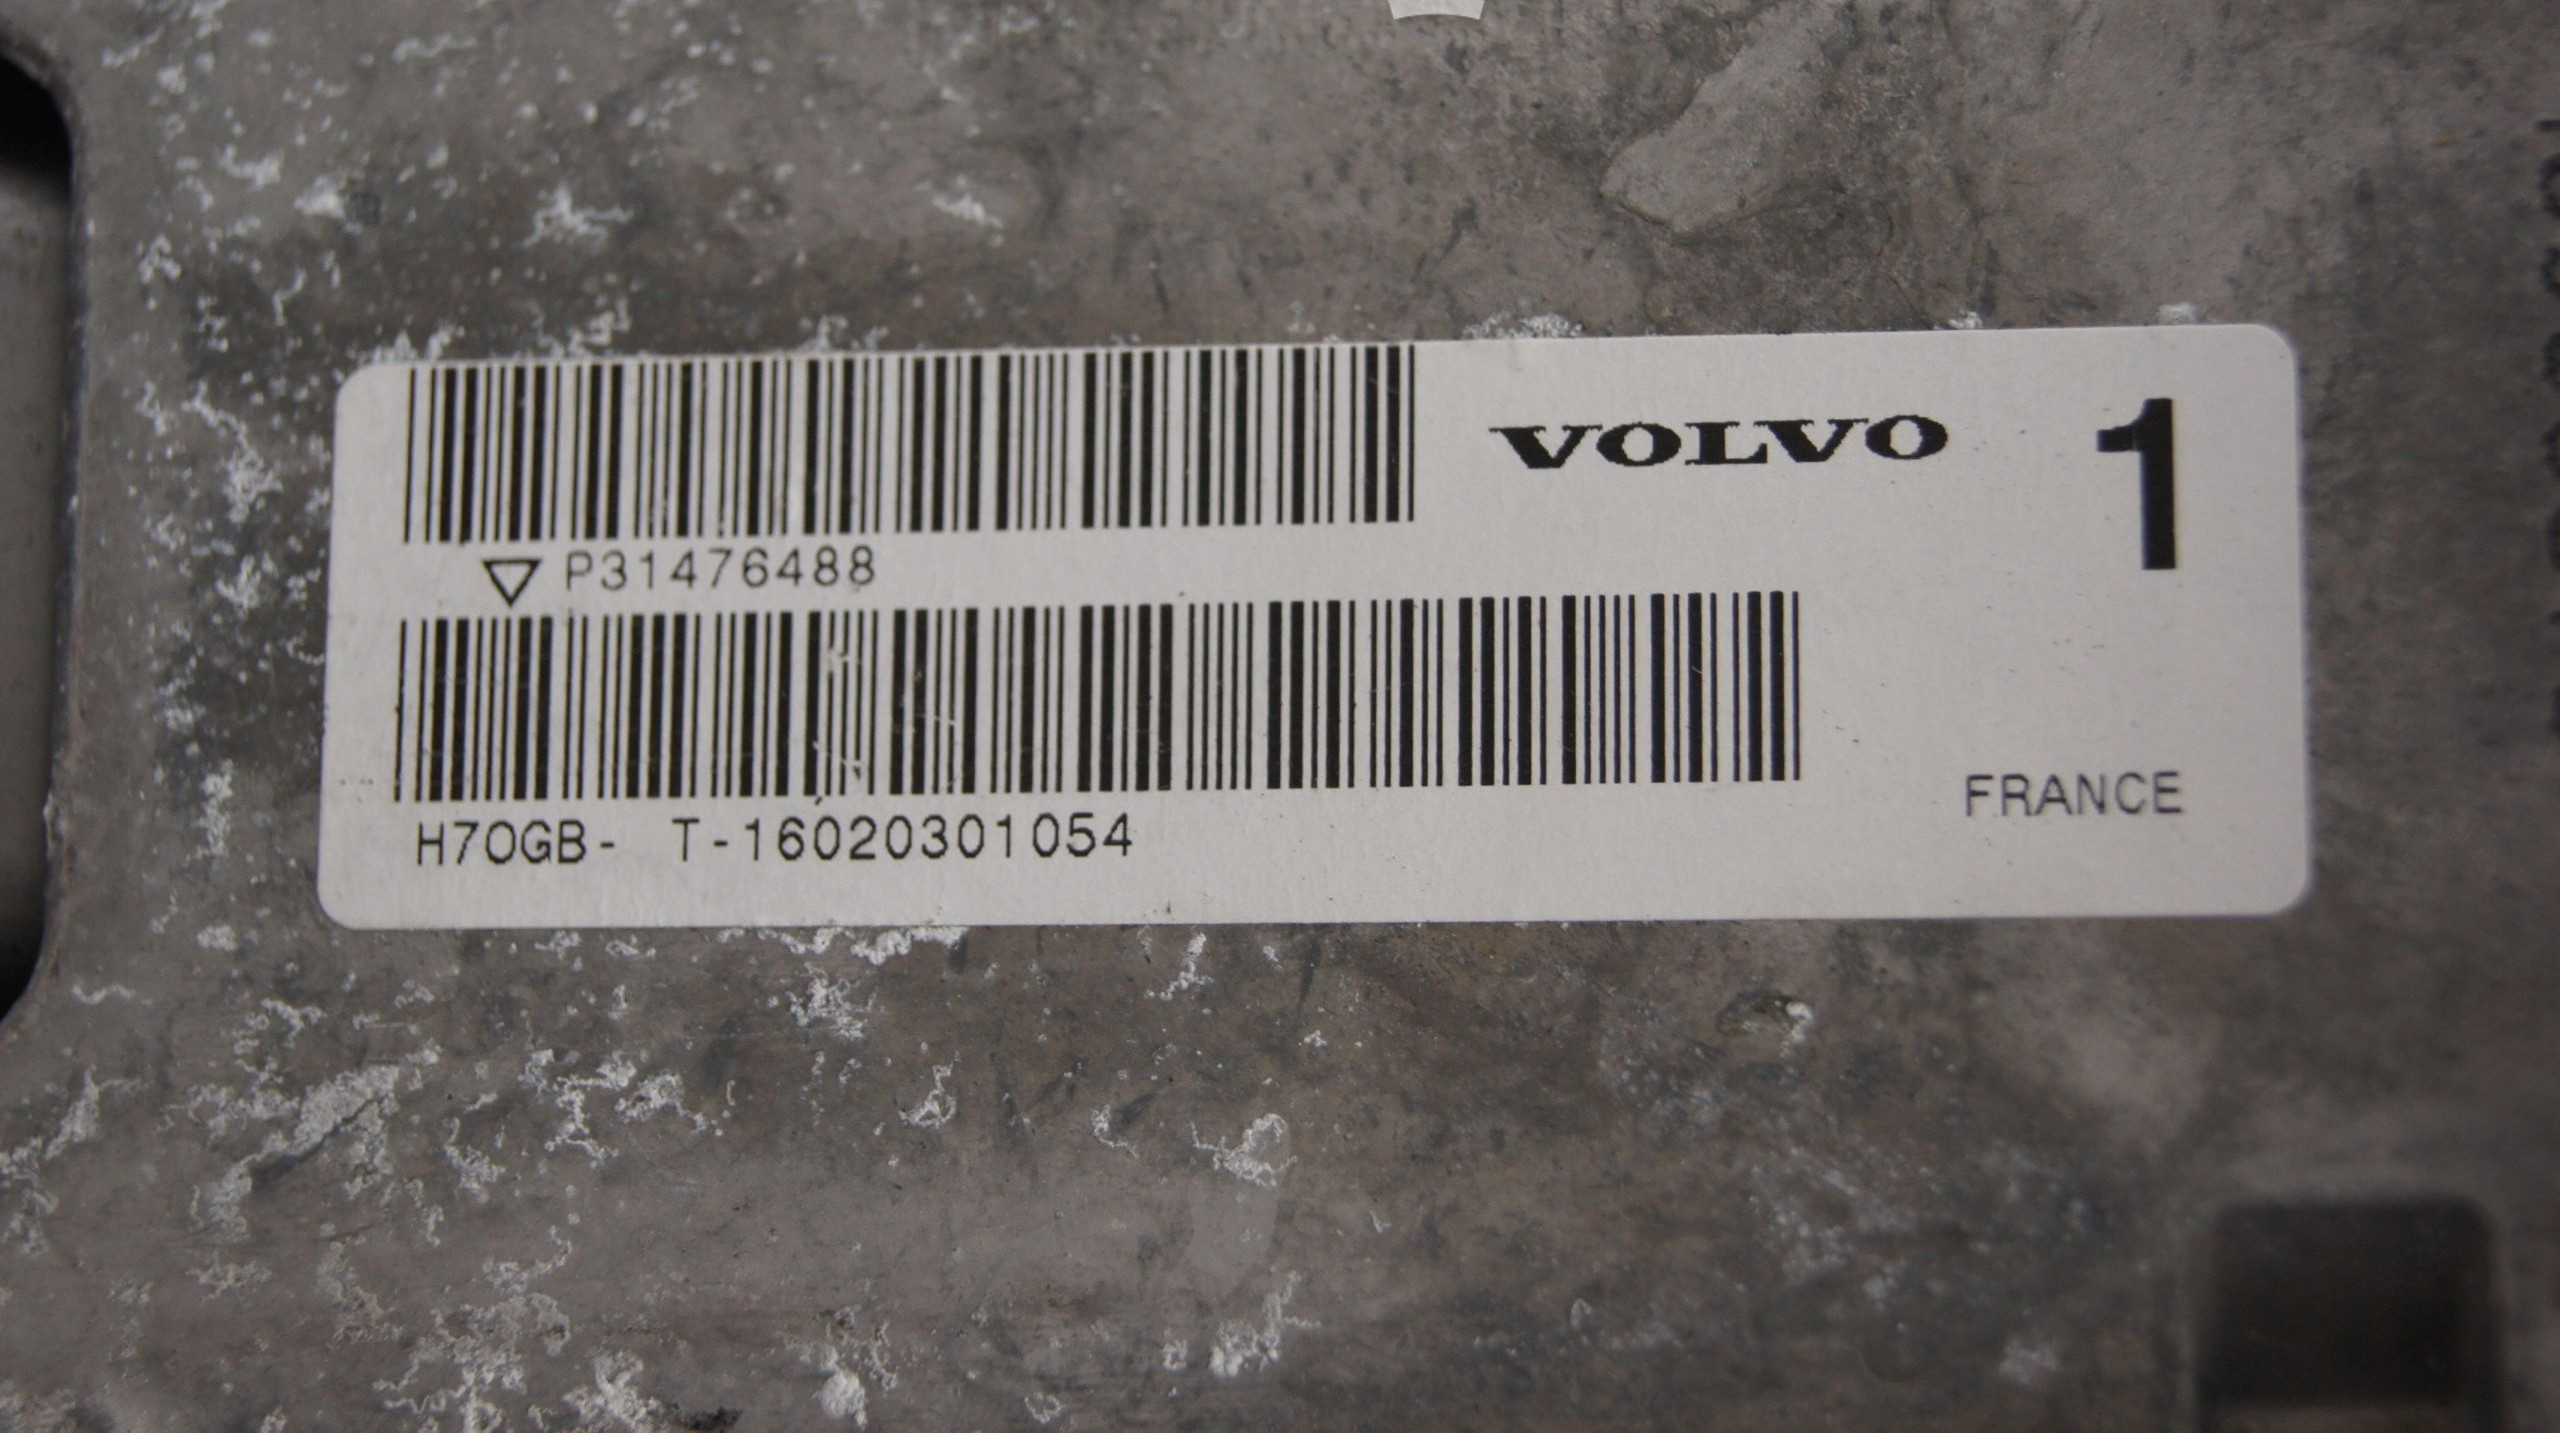 VOLVO 1
P31476488
H70GB- T-16020301054
FRANCE